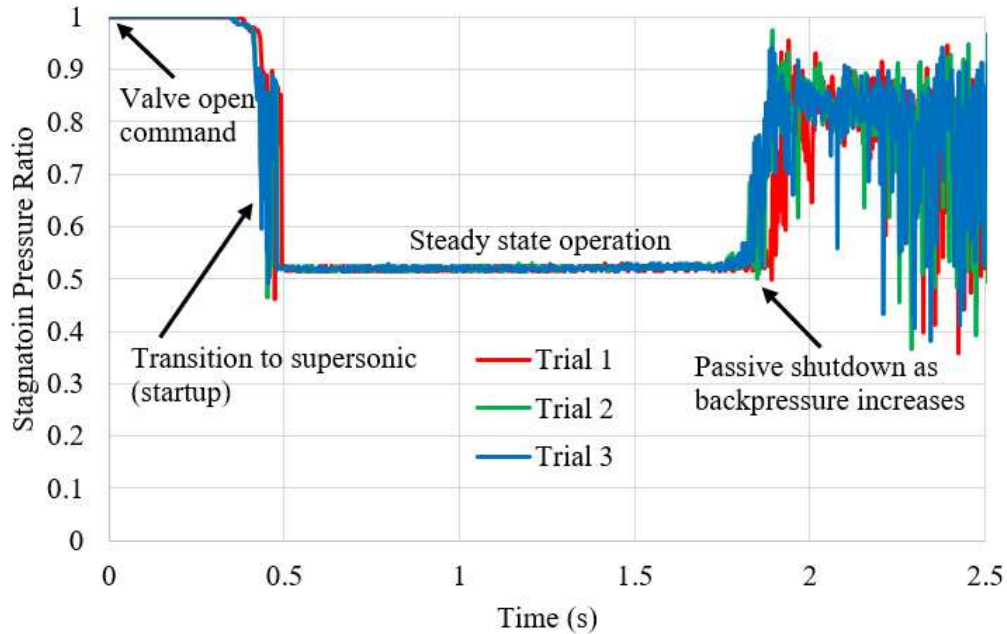 Stagnatoin Pressure Ratio
1
0.9
0.8
0.7
0.6
0.5
0.4
0.3
0.2
0.1
0
Valve open
command
Steady state operation
Transition to supersonic
(startup)
Trial 1
Trial 2
Trial 3
Passive shutdown as
backpressure increases
0
0.5
1
1.5
2
2.5
Time (s)